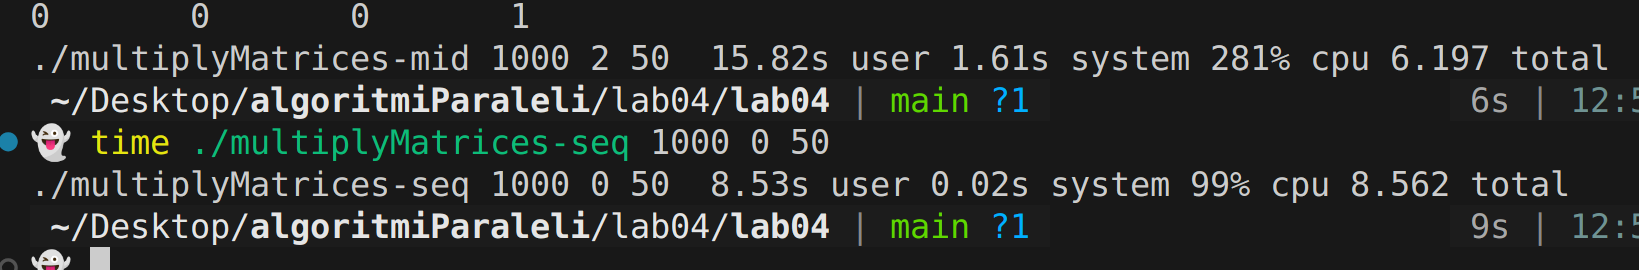 0 0 0 1
./multiplyMatrices-mid 1000 2 50 15.82s user 1.61s system 281% cpu 6.197 total
~/Desktop/algoritmiParaleli/lab04/lab04 | main ?1 6s | 12:5
time ./multiplyMatrices-seq 1000 0 50
./multiplyMatrices-seq 1000 0 50 8.53s user 0.02s system 99% cpu 8.562 total
~/Desktop/algoritmiParaleli/lab04/lab04 | main ?1 9s | 12:5